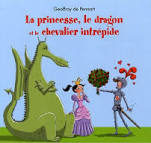 Geoffroy de Pennart
La princesse, le dragon
et le chevalier intrépide